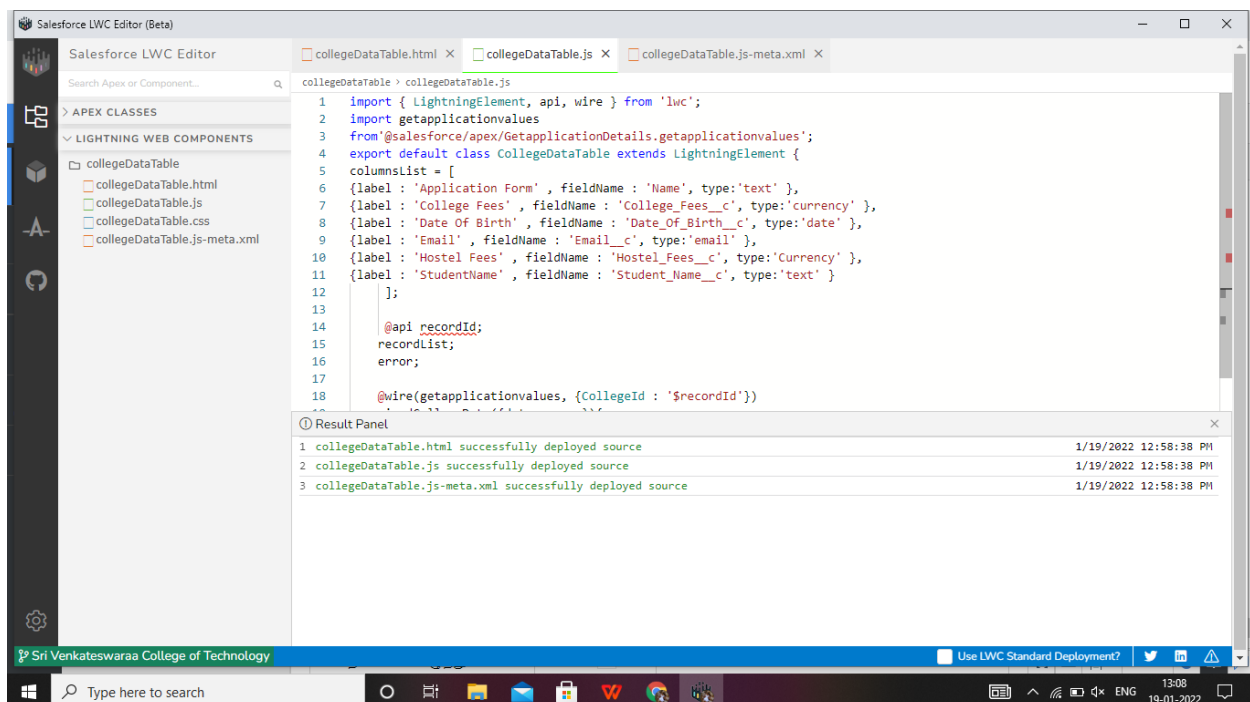 Salesforce LWC Editor (Beta)
Salesforce LWC Editor
collegeDataTable.html
collegeDataTable.js
collegeDataTable.js-meta.xml
Search Apex or Component...
APEX CLASSES
LIGHTNING WEB COMPONENTS
collegeDataTable
collegeDataTable.html
collegeDataTable.js
collegeDataTable.css
collegeDataTable.js-meta.xml
collegeDataTable > collegeDataTable.js
1 import { LightningElement, api, wire } from 'lwc';
2 import getapplicationvalues
3 from'@salesforce/apex/GetapplicationDetails.getapplicationvalues';
4 export default class CollegeDataTable extends LightningElement {
5 columnsList = [
6 {label : 'Application Form' , fieldName : 'Name', type:'text' },
7 {label : 'College Fees' , fieldName : 'College_Fees__c', type:'currency' },
8 {label : 'Date Of Birth' , fieldName : 'Date_Of_Birth__c', type:'date' },
9 {label : 'Email' , fieldName : 'Email__c', type:'email' },
10 {label : 'Hostel Fees' , fieldName : 'Hostel_Fees__c', type:'Currency' },
11 {label : 'StudentName' , fieldName : 'Student_Name__c', type:'text' }
12 ];
13
14 @api recordId;
15 recordList;
16 error;
17
18 @wire(getapplicationvalues, {CollegeId : '$recordId'})
Result Panel
1 collegeDataTable.html successfully deployed source 1/19/2022 12:58:38 PM
2 collegeDataTable.js successfully deployed source 1/19/2022 12:58:38 PM
3 collegeDataTable.js-meta.xml successfully deployed source 1/19/2022 12:58:38 PM
Sri Venkateswaraa College of Technology
Use LWC Standard Deployment?
Type here to search
ENG
13:08
19-01-2022